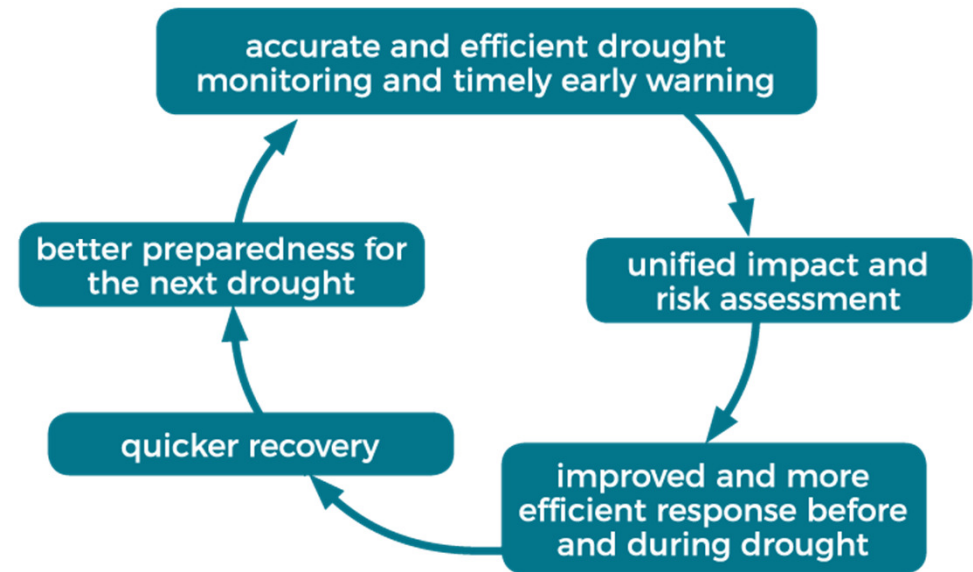 accurate and efficient drought
monitoring and timely early warning
unified impact and
risk assessment
improved and more
efficient response before
and during drought
quicker recovery
better preparedness for
the next drought